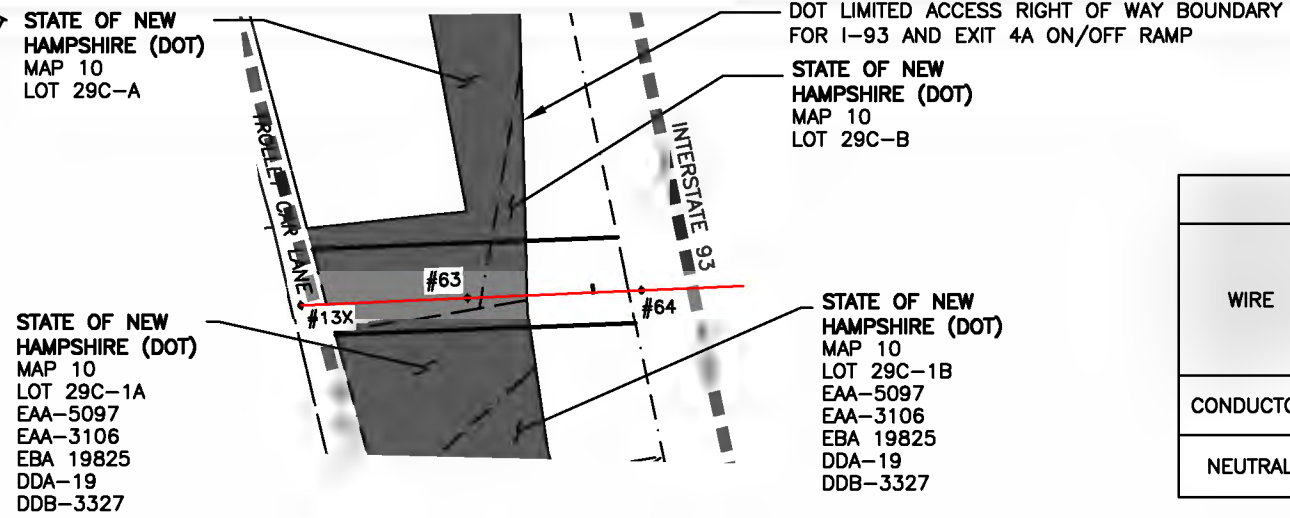 STATE OF NEW
HAMPSHIRE (DOT)
MAP 10
LOT 29C-A
DOT LIMITED ACCESS RIGHT OF WAY BOUNDARY
FOR I-93 AND EXIT 4A ON/OFF RAMP
STATE OF NEW
HAMPSHIRE (DOT)
MAP 10
LOT 29C-B
TROLLEY CAR LANE
INTERSTATE 93
#63
#13X
#64
STATE OF NEW
HAMPSHIRE (DOT)
MAP 10
LOT 29C-1A
EAA-5097
EAA-3106
EBA 19825
DDA-19
DDB-3327
STATE OF NEW
HAMPSHIRE (DOT)
MAP 10
LOT 29C-1B
EAA-5097
EAA-3106
EBA 19825
DDA-19
DDB-3327
WIRE
CONDUCTO
NEUTRAL